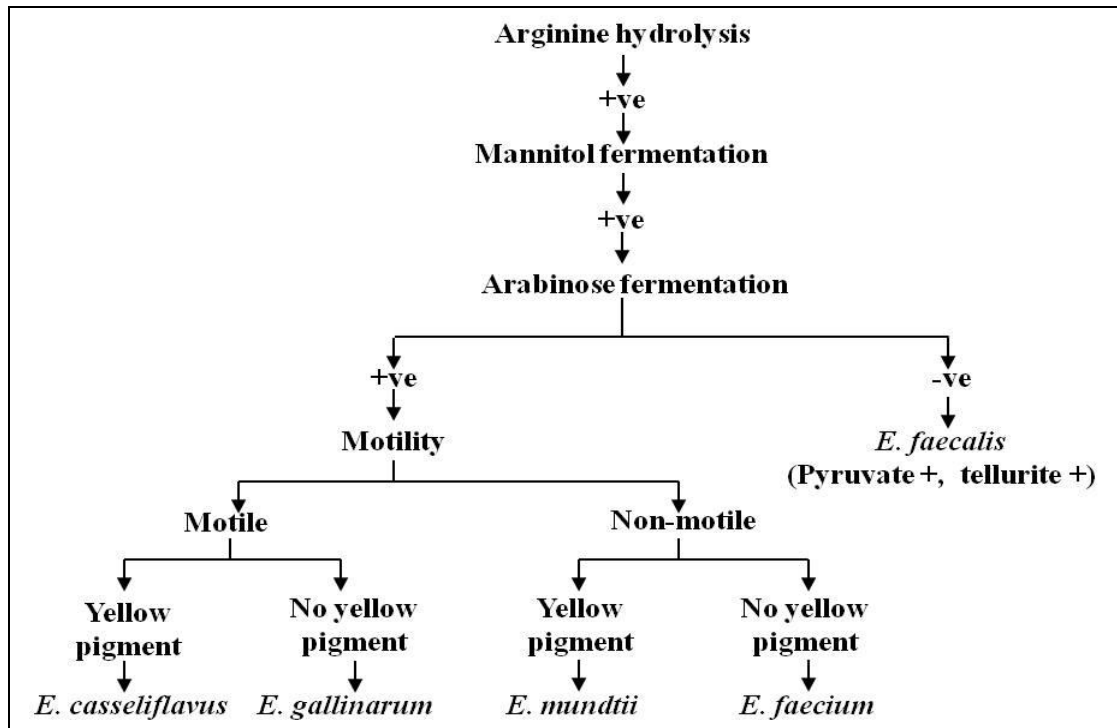 Arginine hydrolysis
+ve
Mannitol fermentation
+ve
Arabinose fermentation
+ve
-ve
Motility
E. faecalis
(Pyruvate +, tellurite +)
Motile
Non-motile
Yellow
pigment
No yellow
pigment
Yellow
pigment
No yellow
pigment
E. casseliflavus
E. gallinarum
E. mundtii
E. faecium